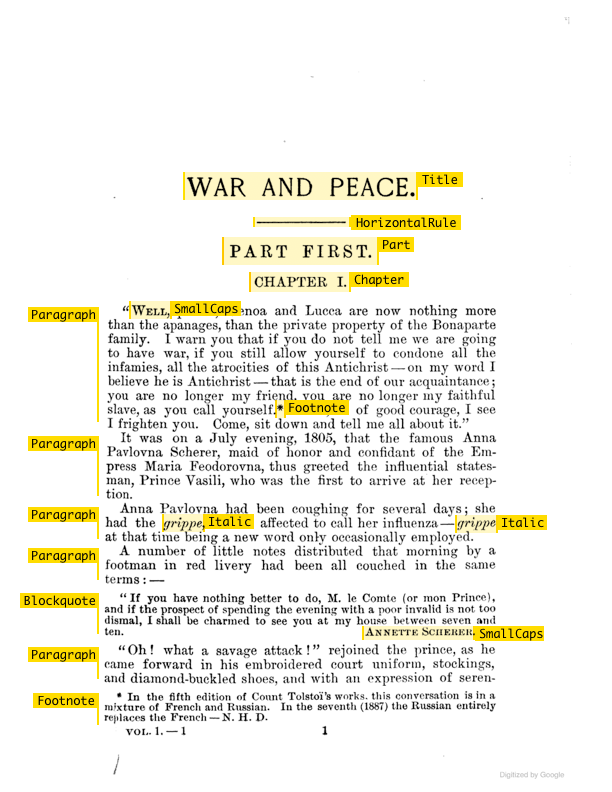 WAR AND PEACE. Title
HorizontalRule
PART FIRST. Part
CHAPTER I. Chapter
Paragraph
"WELL, SmallCaps and Lucca are now nothing more
than the apanages, than the private property of the Bonaparte
family. I warn you that if you do not tell me we are going
to have war, if you still allow yourself to condone all the
infamies, all the atrocities of this Antichrist — on my word I
believe he is Antichrist — that is the end of our acquaintance;
you are no longer my friend, you are no longer my faithful
slave, as you call yourself.* Footnote of good courage, I see
I frighten you. Come, sit down and tell me all about it."
Paragraph
It was on a July evening, 1805, that the famous Anna
Pavlovna Scherer, maid of honor and confidant of the Em-
press Maria Feodorovna, thus greeted the influential states-
man, Prince Vasili, who was the first to arrive at her recep-
tion.
Paragraph
Anna Pavlovna had been coughing for several days; she
had the grippe, Italic affected to call her influenza — grippe Italic
at that time being a new word only occasionally employed.
Paragraph
A number of little notes distributed that morning by a
footman in red livery had been all couched in the same
terms: —
Blockquote
"If you have nothing better to do, M. le Comte (or mon Prince),
and if the prospect of spending the evening with a poor invalid is not too
dismal, I shall be charmed to see you at my house between seven and
ten. ANNETTE SCHERER. SmallCaps
Paragraph
"Oh! what a savage attack!" rejoined the prince, as he
came forward in his embroidered court uniform, stockings,
and diamond-buckled shoes, and with an expression of seren-
Footnote
* In the fifth edition of Count Tolstoï's works, this conversation is in a
mixture of French and Russian. In the seventh (1887) the Russian entirely
replaces the French — N. H. D.
VOL. 1. — 1 1
Digitized by Google